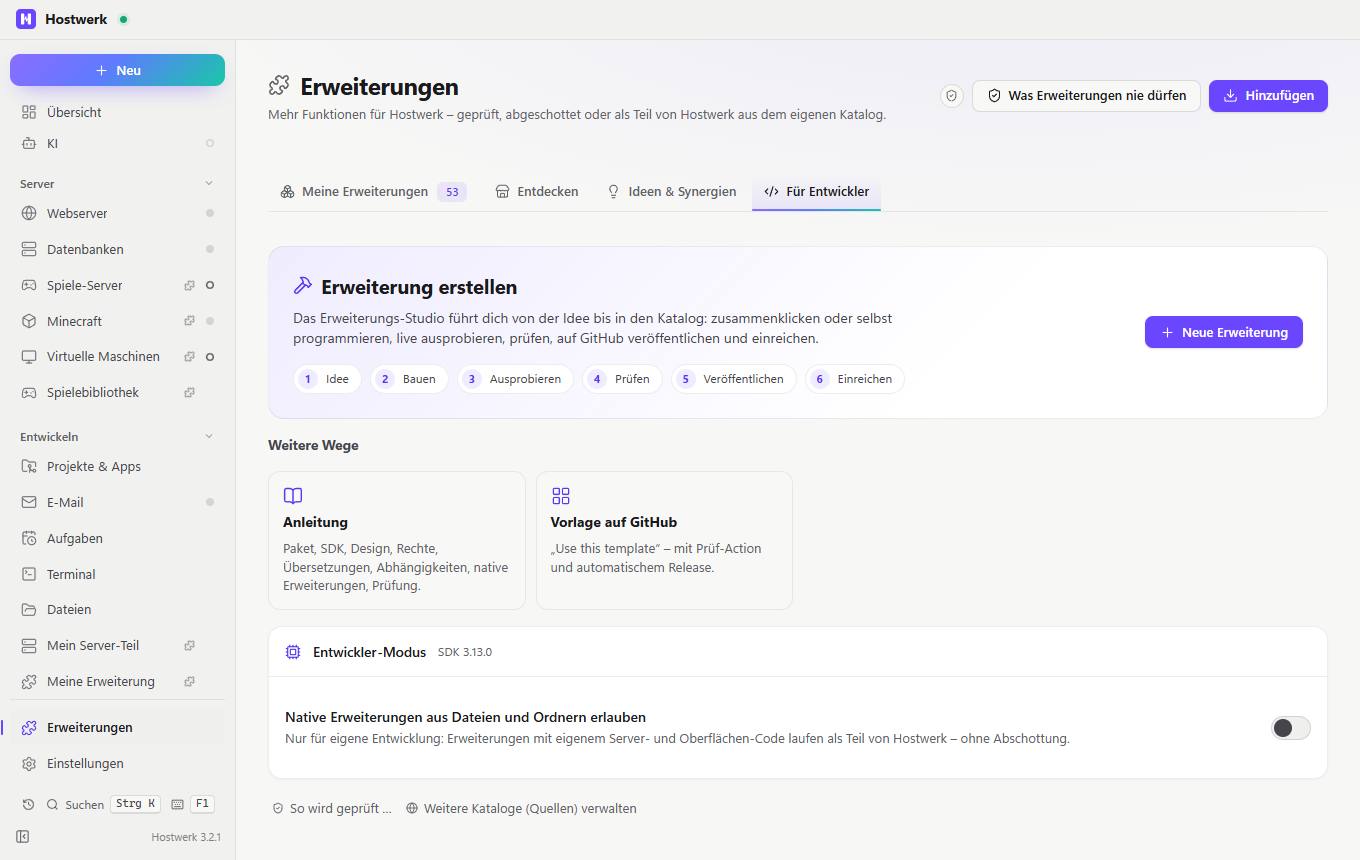 Hostwerk
Neu
Übersicht
KI
Server
Webserver
Datenbanken
Spiele-Server
Minecraft
Virtuelle Maschinen
Spielebibliothek
Entwickeln
Projekte & Apps
E-Mail
Aufgaben
Terminal
Dateien
Mein Server-Teil
Meine Erweiterung
Erweiterungen
Einstellungen
Suchen Strg K F1
Hostwerk 3.2.1
Erweiterungen
Mehr Funktionen für Hostwerk – geprüft, abgeschottet oder als Teil von Hostwerk aus dem eigenen Katalog.
Was Erweiterungen nie dürfen
Hinzufügen
Meine Erweiterungen 53
Entdecken
Ideen & Synergien
Für Entwickler
Erweiterung erstellen
Das Erweiterungs-Studio führt dich von der Idee bis in den Katalog: zusammenklicken oder selbst
programmieren, live ausprobieren, prüfen, auf GitHub veröffentlichen und einreichen.
1 Idee
2 Bauen
3 Ausprobieren
4 Prüfen
5 Veröffentlichen
6 Einreichen
Neue Erweiterung
Weitere Wege
Anleitung
Paket, SDK, Design, Rechte,
Übersetzungen, Abhängigkeiten, native
Erweiterungen, Prüfung.
Vorlage auf GitHub
„Use this template“ – mit Prüf-Action
und automatischem Release.
Entwickler-Modus SDK 3.13.0
Native Erweiterungen aus Dateien und Ordnern erlauben
Nur für eigene Entwicklung: Erweiterungen mit eigenem Server- und Oberflächen-Code laufen als Teil von Hostwerk – ohne Abschottung.
So wird geprüft ...
Weitere Kataloge (Quellen) verwalten